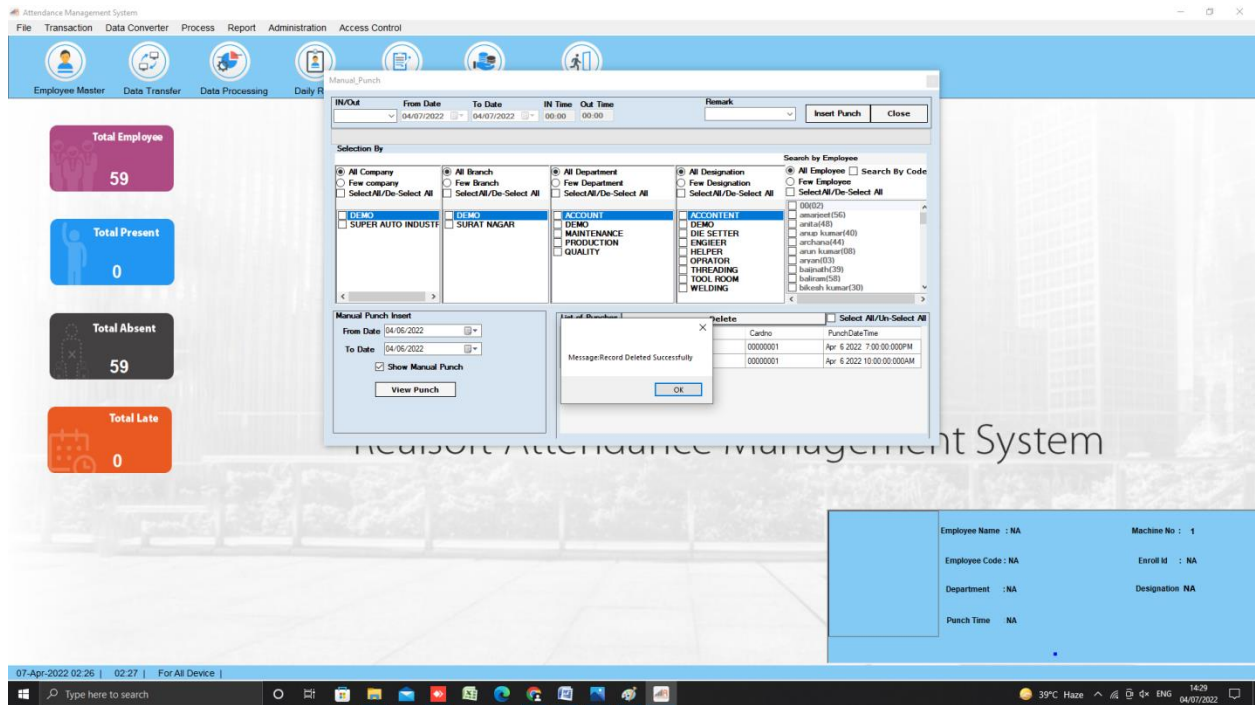 Attendance Management System
File Transaction Data Converter Process Report Administration Access Control
Employee Master Data Transfer Data Processing Daily R
Manual_Punch
IN/Out From Date To Date IN Time Out Time Remark
04/07/2022 04/07/2022 00:00 00:00 Insert Punch Close
Selection By
Search by Employee
All Company All Branch All Department All Designation All Employee Search By Code
Few company Few Branch Few Department Few Designation Few Employee
SelectAll/De-Select All SelectAll/De-Select All SelectAll/De-Select All SelectAll/De-Select All SelectAll/De-Select All
DEMO
SUPER AUTO INDUSTF
DEMO
SURAT NAGAR
ACCOUNT
DEMO
MAINTENANCE
PRODUCTION
QUALITY
ACCONTENT
DEMO
DIE SETTER
ENGIEER
HELPER
OPRATOR
THREADING
TOOL ROOM
WELDING
00(02)
amarjeet(56)
anita(48)
anup kumar(40)
archana(44)
arun kumar(08)
aryan(03)
baijnath(39)
baliram(58)
bikesh kumar(30)
Manual Punch Insert
From Date 04/06/2022
To Date 04/06/2022
Show Manual Punch
View Punch
List of Punches Delete Select All/Un-Select All
Cardno PunchDateTime
00000001 Apr 6 2022 7:00:00:000PM
00000001 Apr 6 2022 10:00:00:000AM
Message:Record Deleted Successfully
OK
Total Employee
59
Total Present
0
Total Absent
59
Total Late
0
Realsoft Attendance Management System
Employee Name : NA Machine No : 1
Employee Code : NA Enroll Id : NA
Department :NA Designation NA
Punch Time NA
07-Apr-2022 02:26 | 02:27 | For All Device |
Type here to search
39°C Haze ENG 14:29
04/07/2022